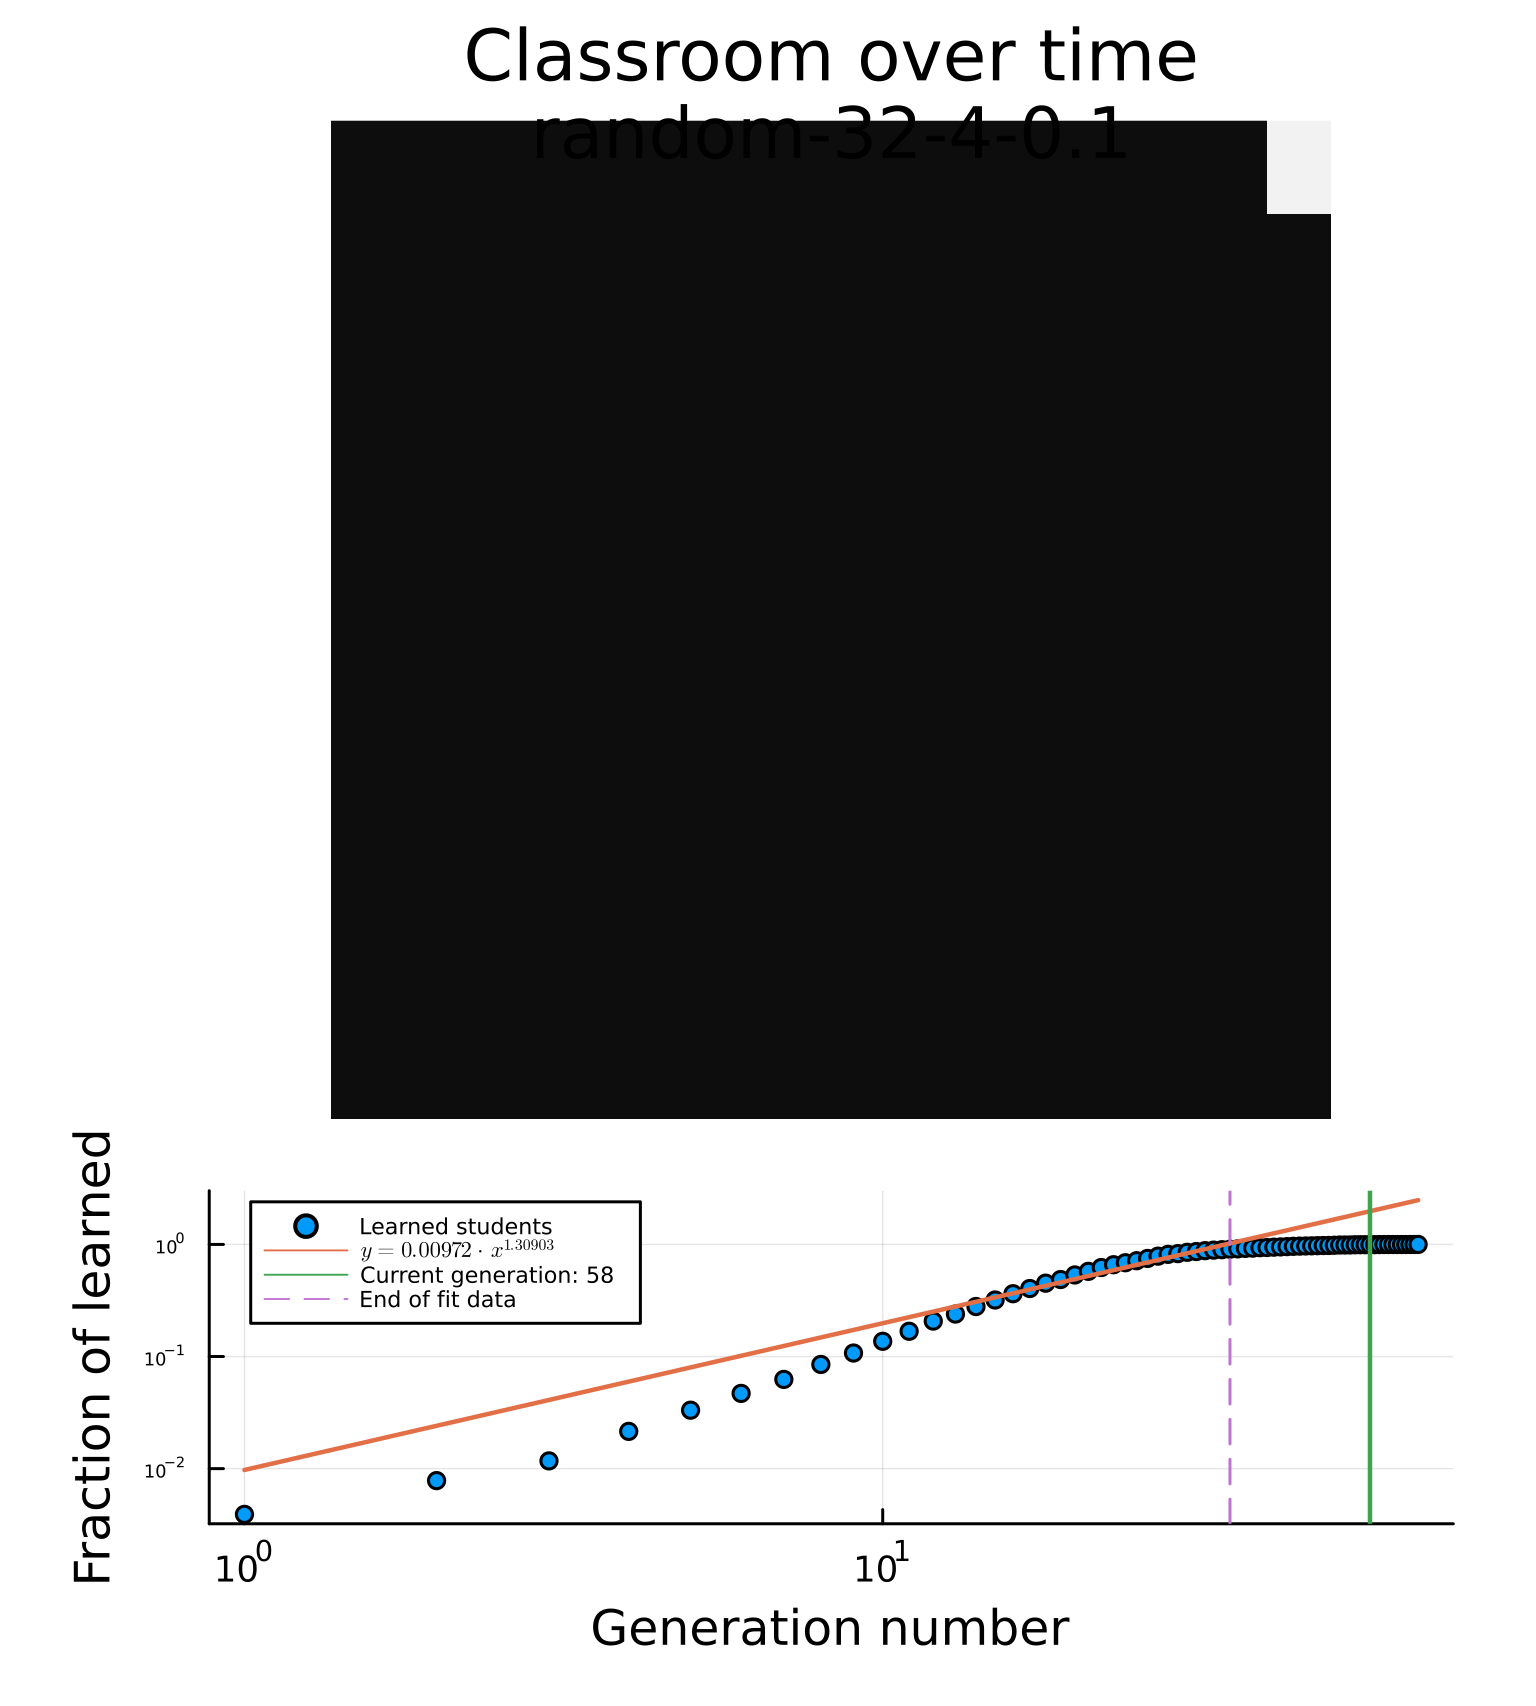 Classroom over time
random-32-4-0.1
Fraction of learned
Learned students
y = 0.00972 · x^1.30903
Current generation: 58
End of fit data
10^0
10^-1
10^-2
10^0
10^1
Generation number